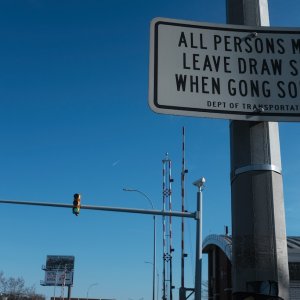 ALL PERSONS M
LEAVE DRAW S
WHEN GONG SO
DEPT OF TRANSPORTAT